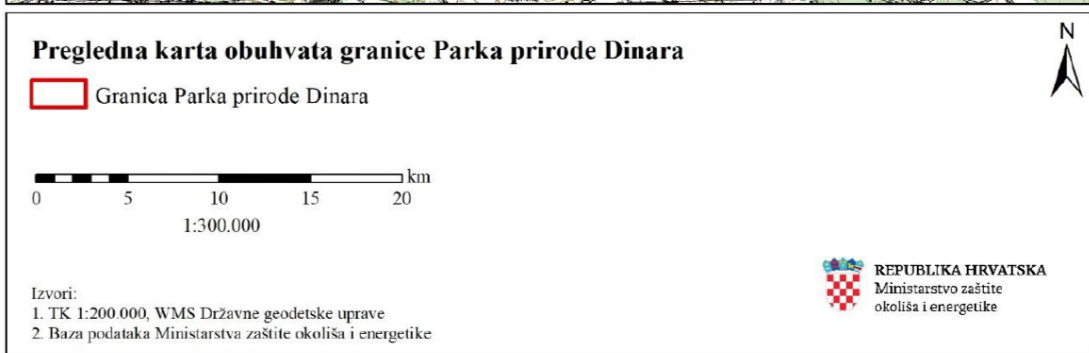 Pregledna karta obuhvata granice Parka prirode Dinara
N
Granica Parka prirode Dinara
km
0 5 10 15 20
1:300.000
REPUBLIKA HRVATSKA
Ministarstvo zaštite
okoliša i energetike
Izvori:
1. TK 1:200.000, WMS Državne geodetske uprave
2. Baza podataka Ministarstva zaštite okoliša i energetike